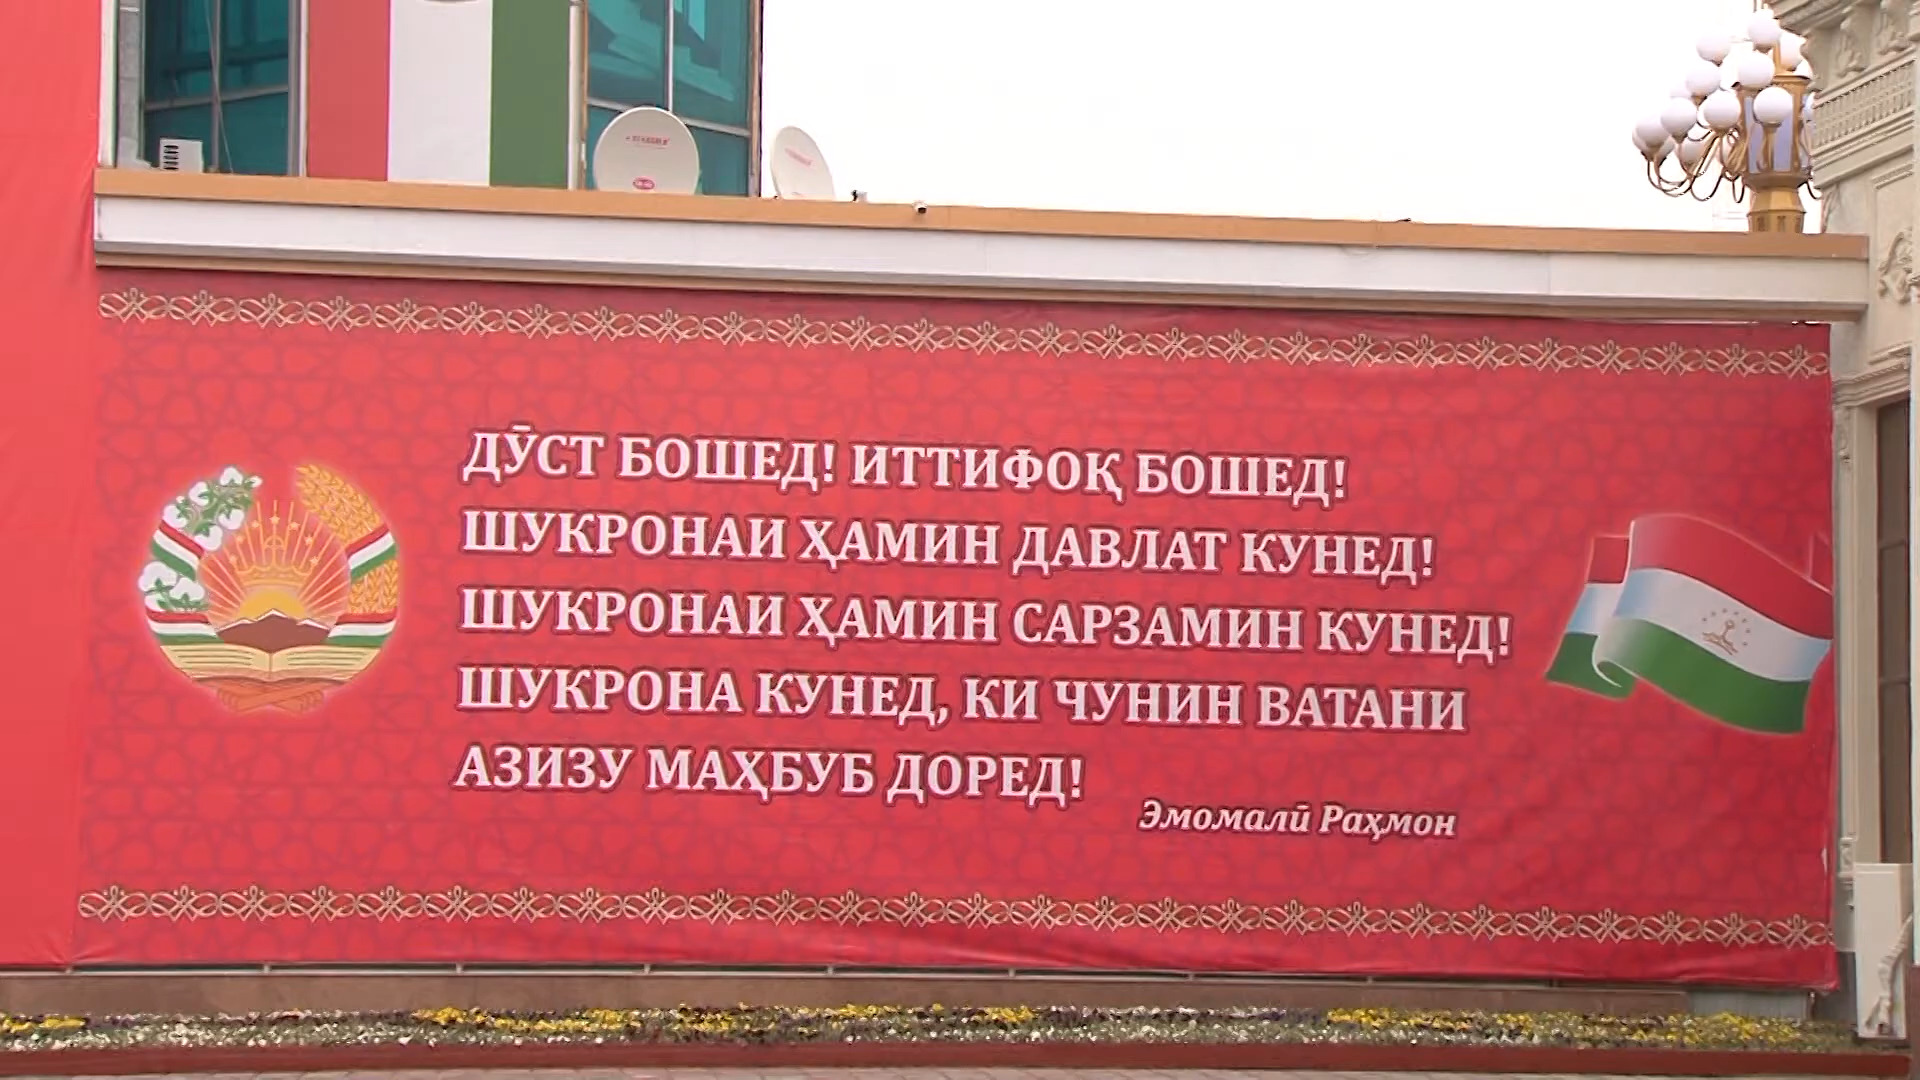 ДӮСТ БОШЕД! ИТТИФОҚ БОШЕД!
ШУКРОНАИ ҲАМИН ДАВЛАТ КУНЕД!
ШУКРОНАИ ҲАМИН САРЗАМИН КУНЕД!
ШУКРОНА КУНЕД, КИ ЧУНИН ВАТАНИ
АЗИЗУ МАҲБУБ ДОРЕД!
Эмомалӣ Раҳмон